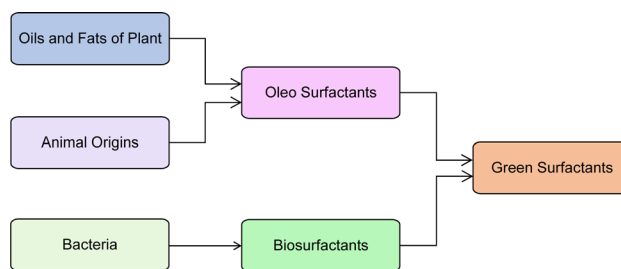 Oils and Fats of Plant
Oleo Surfactants
Animal Origins
Green Surfactants
Bacteria
Biosurfactants